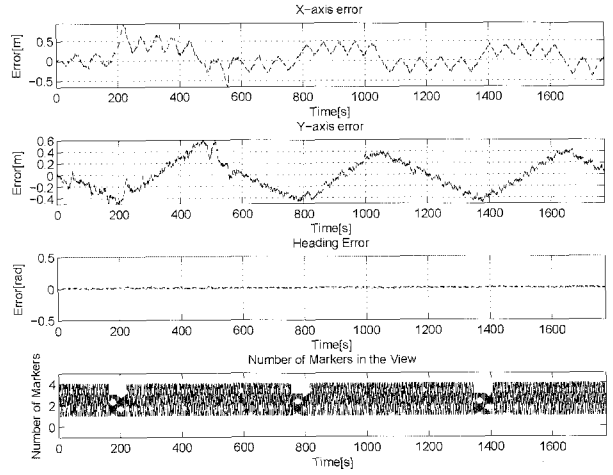 X-axis error
Error[m]
0.5
0
-0.5
0 200 400 600 800 1000 1200 1400 1600
Time[s]
Y-axis error
Error[m]
0.6
0.4
0.2
0
-0.2
-0.4
0 200 400 600 800 1000 1200 1400 1600
Time[s]
Heading Error
Error[rad]
0.5
0
-0.5
0 200 400 600 800 1000 1200 1400 1600
Time[s]
Number of Markers in the View
Number of Markers
4
2
0
0 200 400 600 800 1000 1200 1400 1600
Time[s]